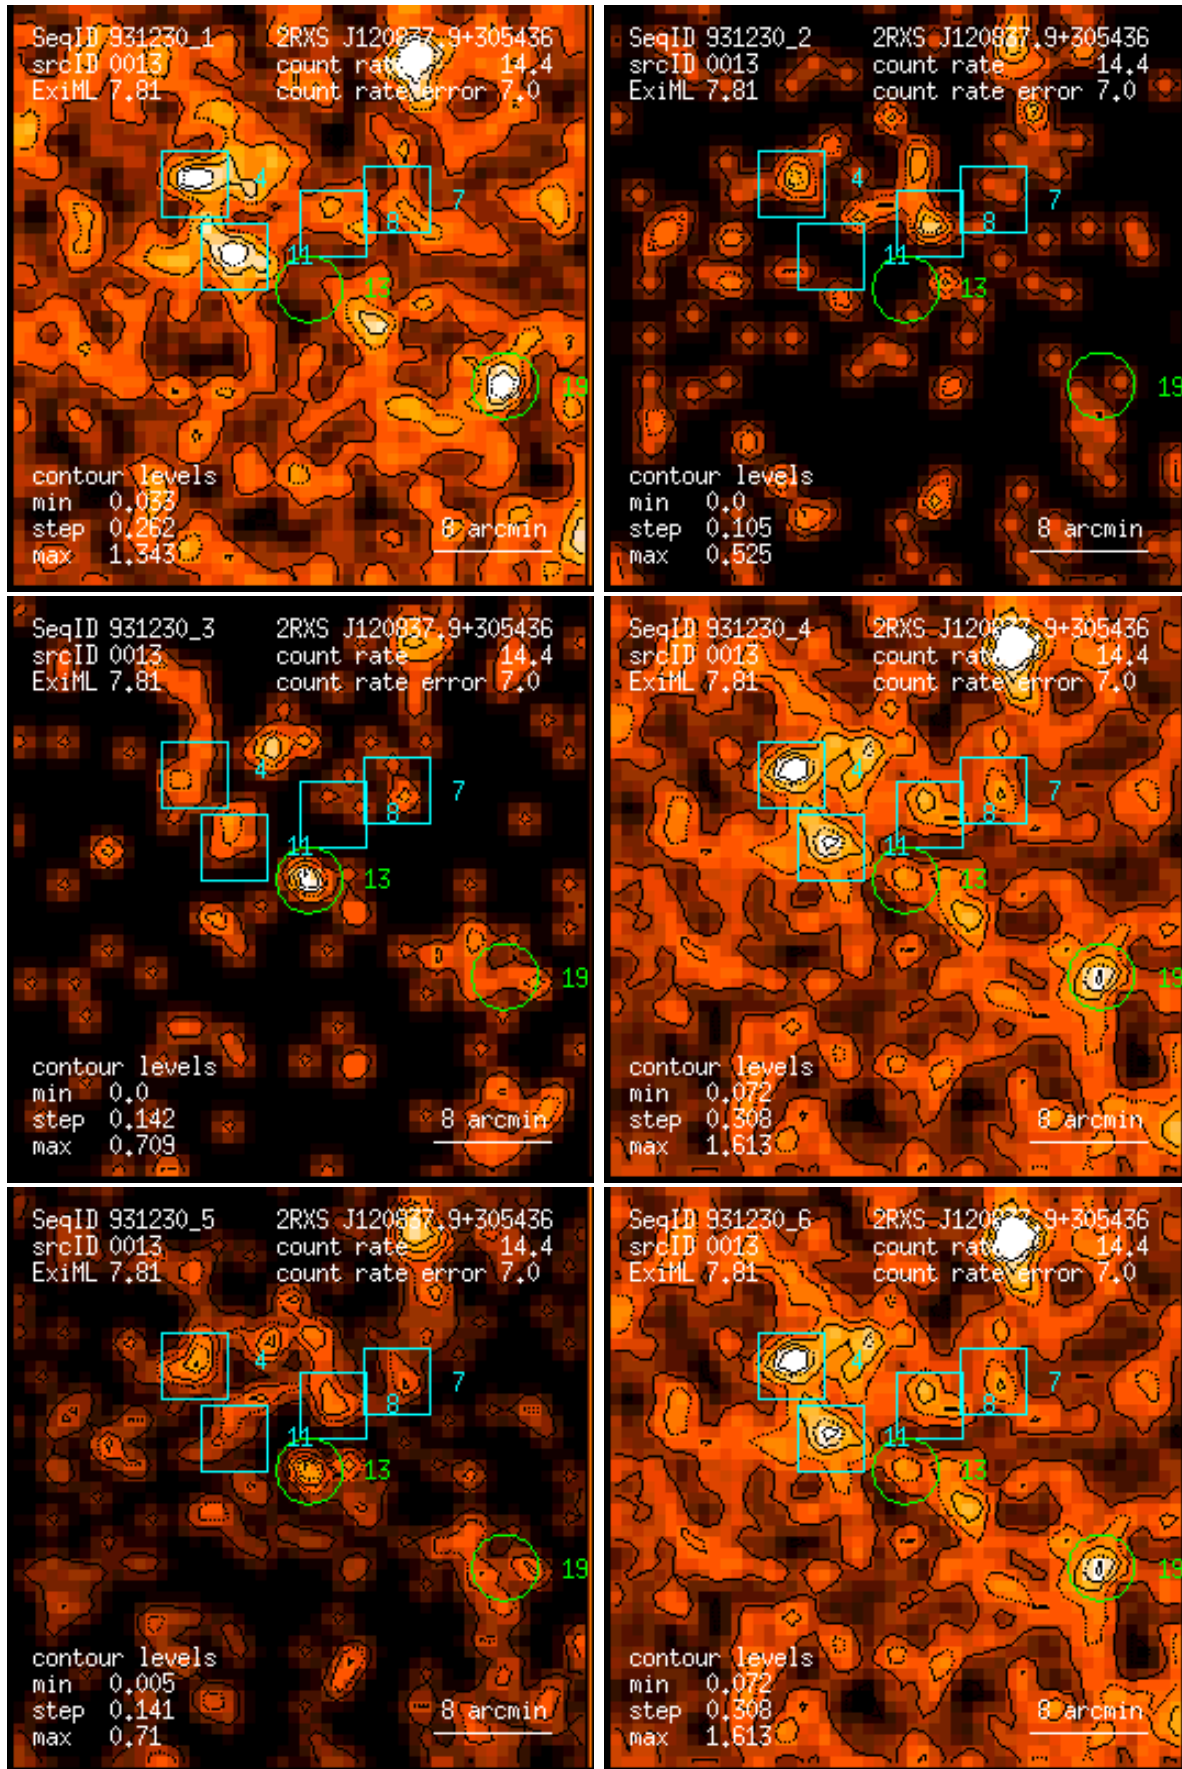 SeqID 931230_1 2RXS J120837.9+305436
srcID 0013 count rate 14.4
ExiML 7.81 count rate error 7.0
4
7
8
11
13
19
contour levels
min 0.033
step 0.262 8 arcmin
max 1.343
SeqID 931230_2 2RXS J120837.9+305436
srcID 0013 count rate 14.4
ExiML 7.81 count rate error 7.0
4
7
8
11
13
19
contour levels
min 0.0
step 0.105 8 arcmin
max 0.525
SeqID 931230_3 2RXS J120837.9+305436
srcID 0013 count rate 14.4
ExiML 7.81 count rate error 7.0
4
7
8
11
13
19
contour levels
min 0.0
step 0.142 8 arcmin
max 0.709
SeqID 931230_4 2RXS J120837.9+305436
srcID 0013 count rate 14.4
ExiML 7.81 count rate error 7.0
4
7
8
11
13
19
contour levels
min 0.072
step 0.308 8 arcmin
max 1.613
SeqID 931230_5 2RXS J120837.9+305436
srcID 0013 count rate 14.4
ExiML 7.81 count rate error 7.0
4
7
8
11
13
19
contour levels
min 0.005
step 0.141 8 arcmin
max 0.71
SeqID 931230_6 2RXS J120837.9+305436
srcID 0013 count rate 14.4
ExiML 7.81 count rate error 7.0
4
7
8
11
13
19
contour levels
min 0.072
step 0.308 8 arcmin
max 1.613